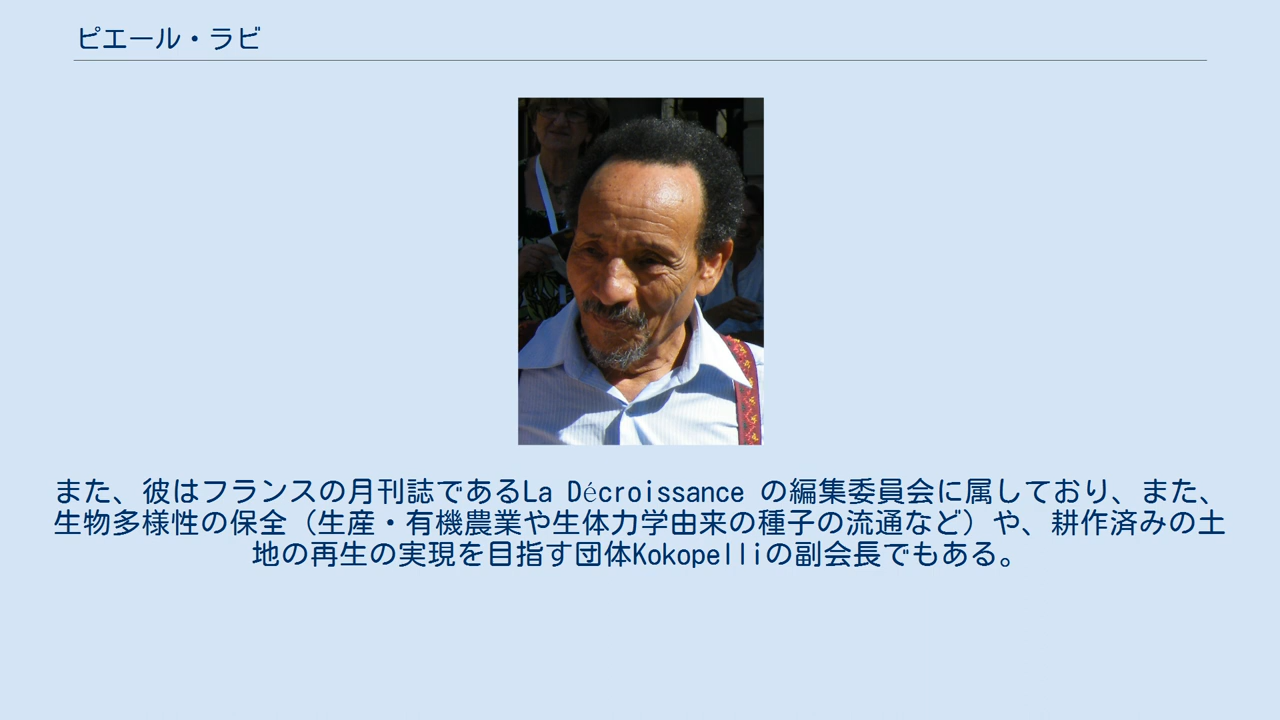 ピエール・ラビ
また、彼はフランスの月刊誌であるLa Décroissance の編集委員会に属しており、また、
生物多様性の保全（生産・有機農業や生体力学由来の種子の流通など）や、耕作済みの土
地の再生の実現を目指す団体Kokopelliの副会長でもある。